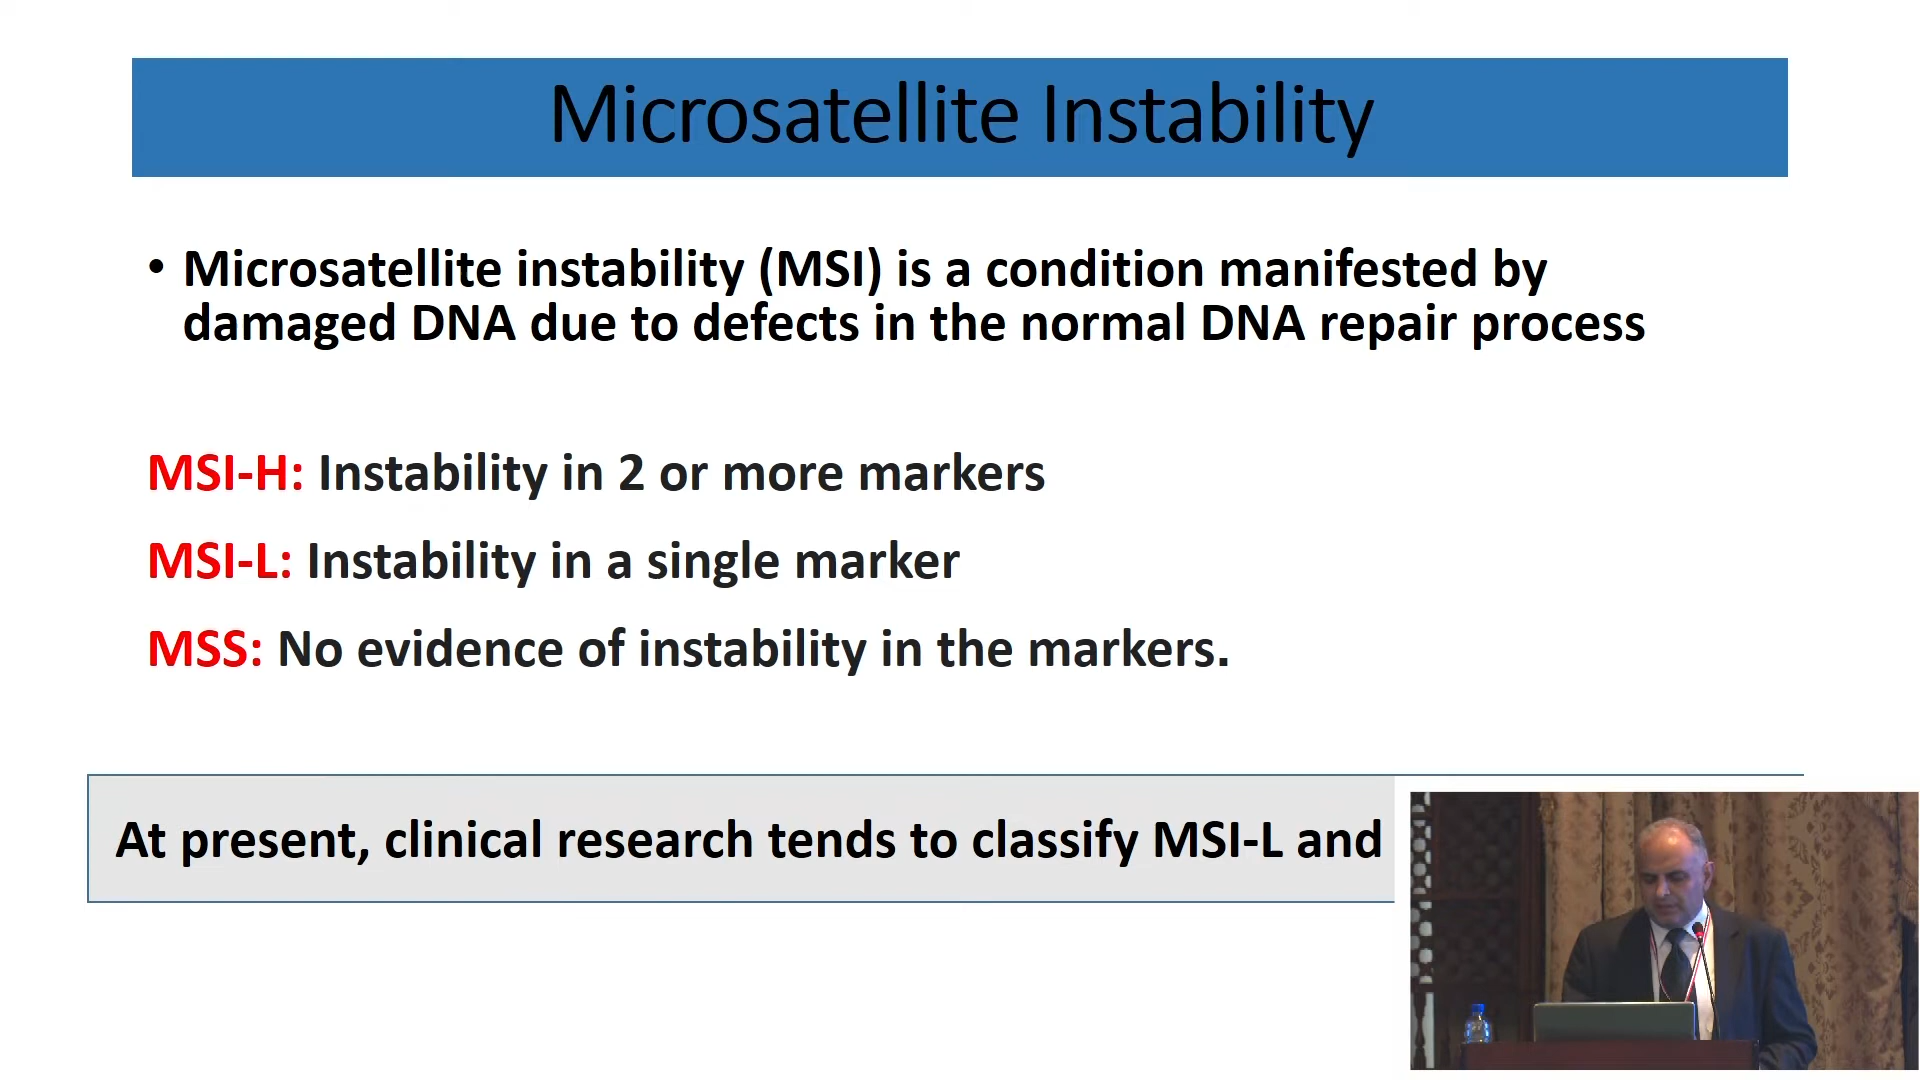 Microsatellite Instability
• Microsatellite instability (MSI) is a condition manifested by
damaged DNA due to defects in the normal DNA repair process
MSI-H: Instability in 2 or more markers
MSI-L: Instability in a single marker
MSS: No evidence of instability in the markers.
At present, clinical research tends to classify MSI-L and